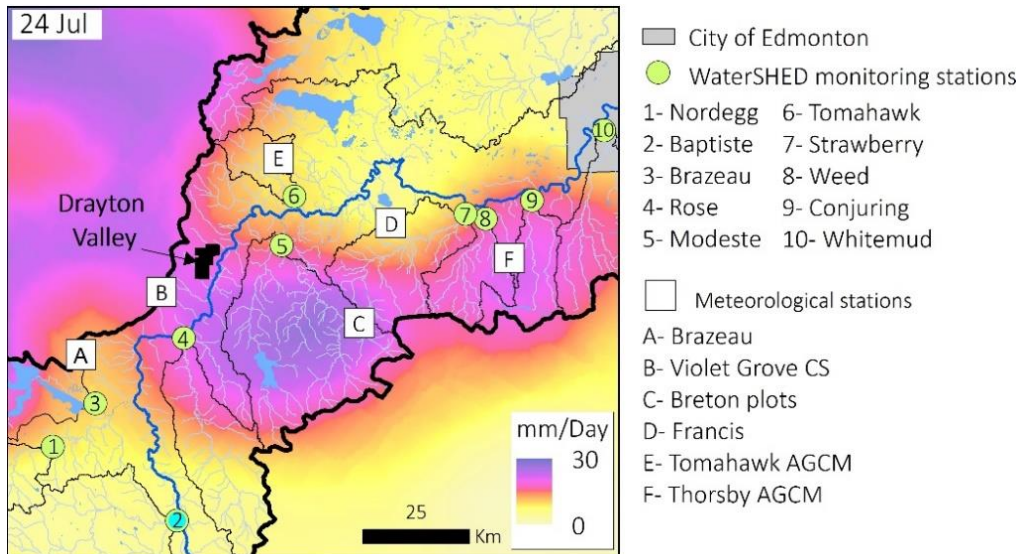 24 Jul
E
6
D
Drayton
Valley
5
7
8
9
10
F
B
4
C
A
3
1
2
mm/Day
30
0
25
Km
City of Edmonton
WaterSHED monitoring stations
1- Nordegg 6- Tomahawk
2- Baptiste 7- Strawberry
3- Brazeau 8- Weed
4- Rose 9- Conjuring
5- Modeste 10- Whitemud
Meteorological stations
A- Brazeau
B- Violet Grove CS
C- Breton plots
D- Francis
E- Tomahawk AGCM
F- Thorsby AGCM